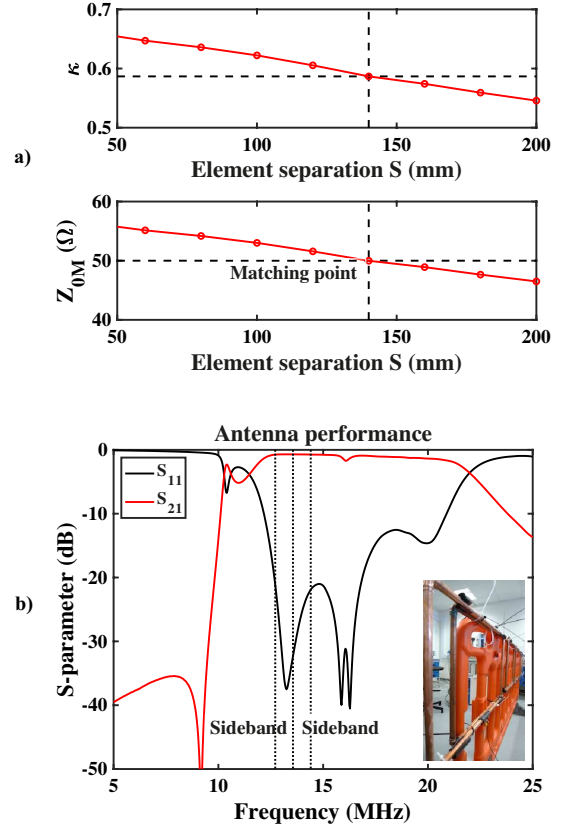 a)
0.7
0.6
0.5
κ
50
100
150
200
Element separation S (mm)
60
50
40
Z0M (Ω)
Matching point
50
100
150
200
Element separation S (mm)
b)
Antenna performance
S11
S21
0
-10
-20
-30
-40
-50
S-parameter (dB)
Sideband
Sideband
5
10
15
20
25
Frequency (MHz)